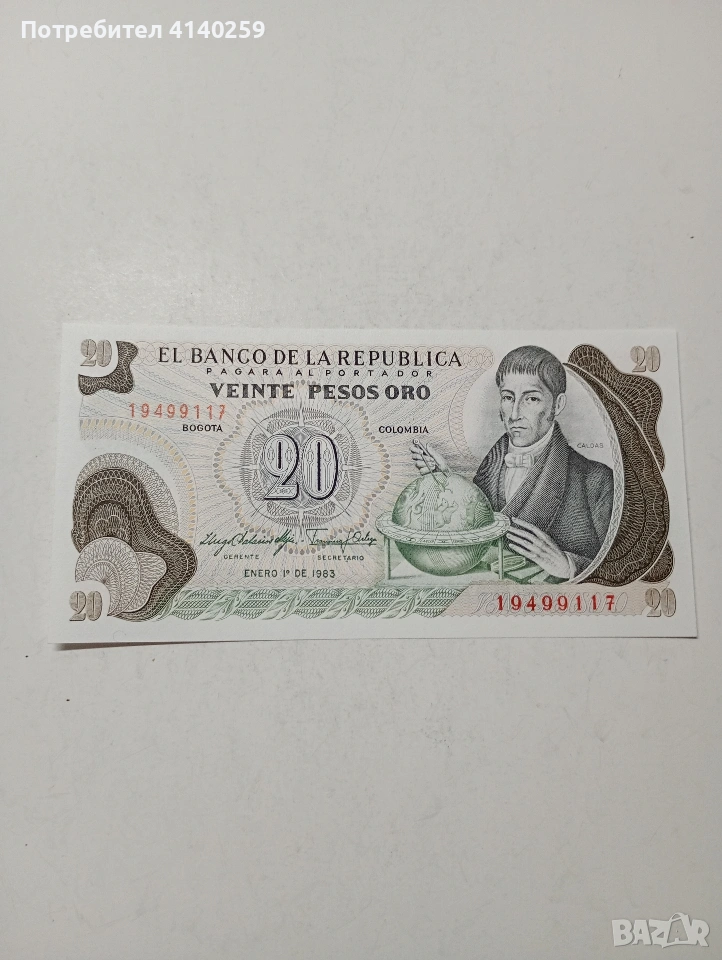 Потребител 4140259
20
20
EL BANCO DE LA REPUBLICA
PAGARA AL PORTADOR
VEINTE PESOS ORO
19499117
BOGOTA
COLOMBIA
CALDAS
20
GERENTE
SECRETARIO
ENERO 1º DE 1983
20
19499117
20
BAZAR